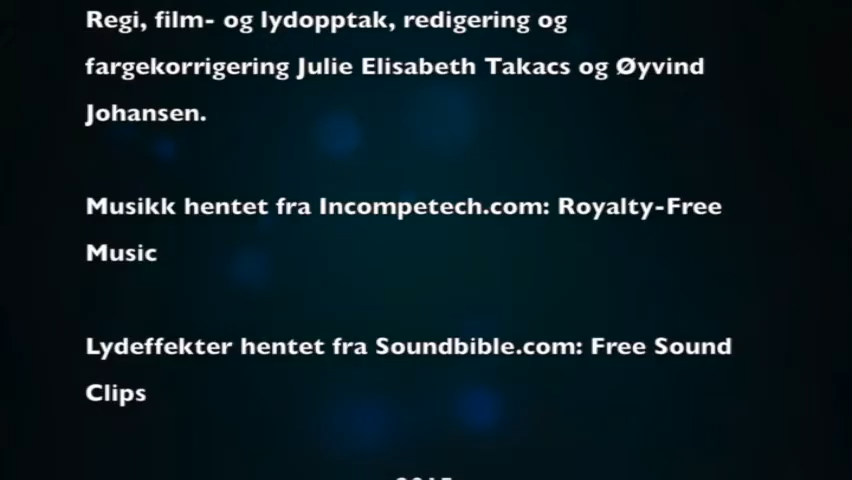 Regi, film- og lydopptak, redigering og
fargekorrigering Julie Elisabeth Takacs og Øyvind
Johansen.
Musikk hentet fra Incompetech.com: Royalty-Free
Music
Lydeffekter hentet fra Soundbible.com: Free Sound
Clips